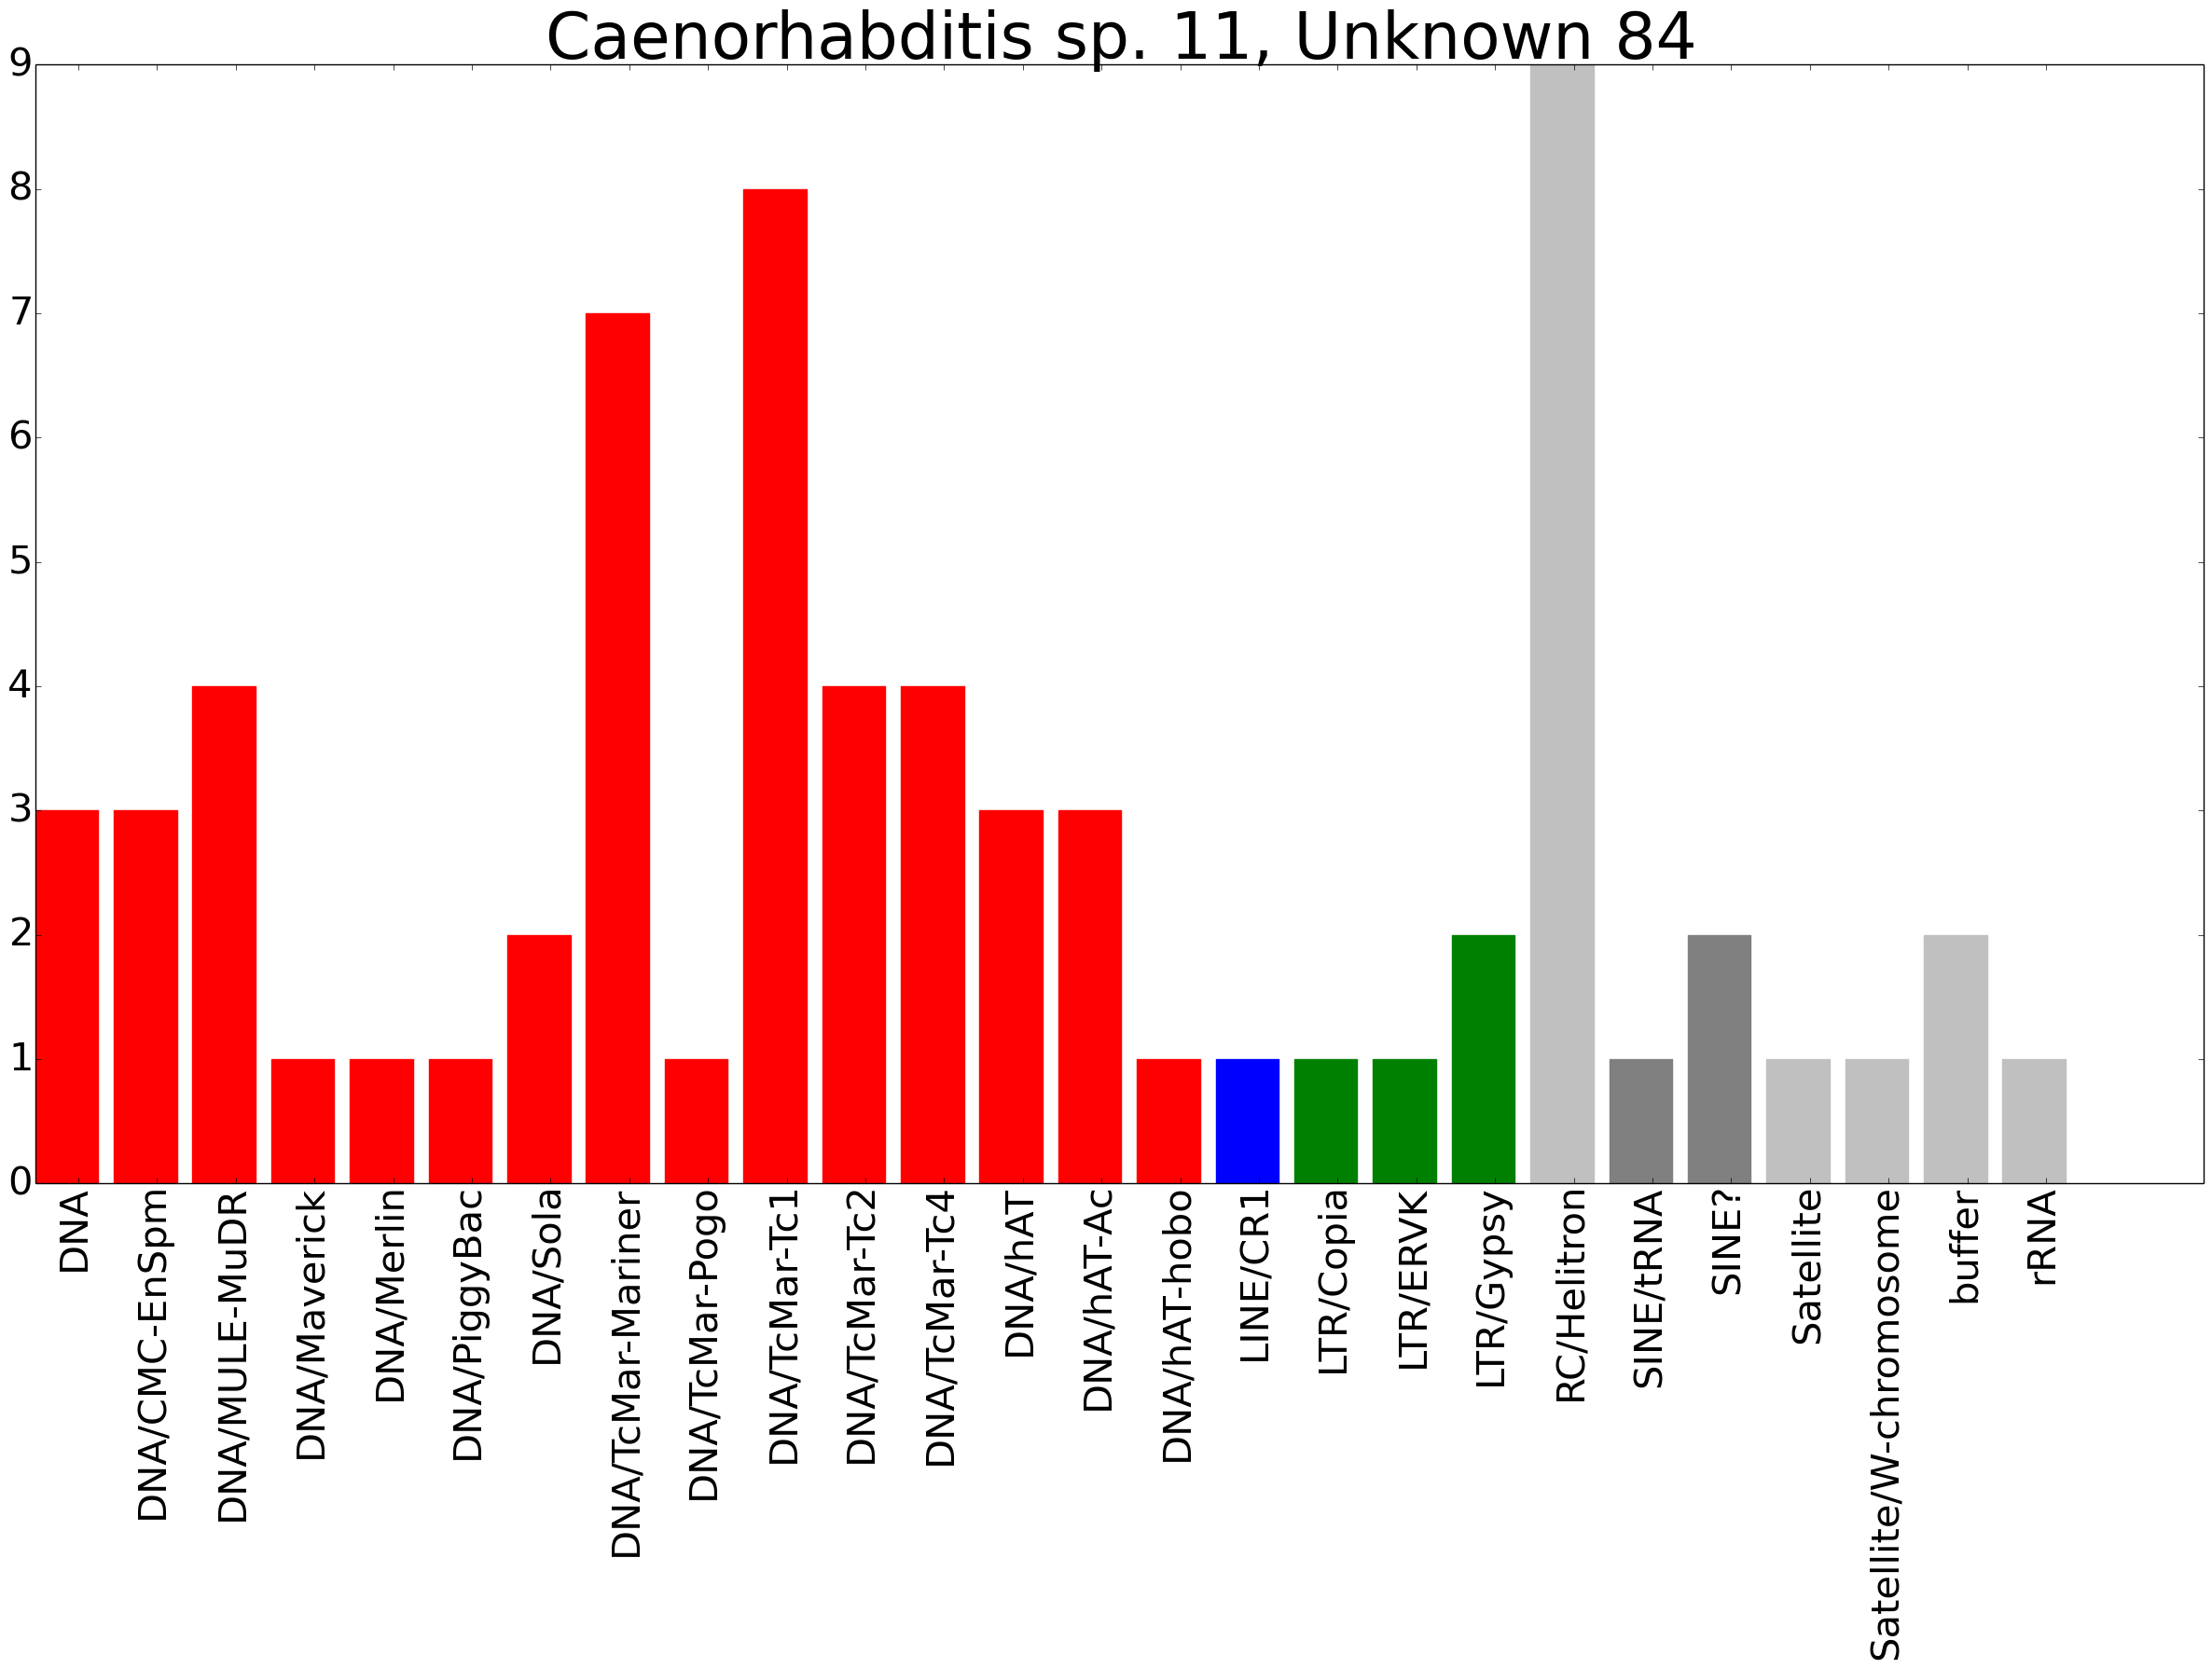 Caenorhabditis sp. 11, Unknown 84
9
8
7
6
5
4
3
2
1
0
DNA
DNA/CMC-EnSpm
DNA/MULE-MuDR
DNA/Maverick
DNA/Merlin
DNA/PiggyBac
DNA/Sola
DNA/TcMar-Mariner
DNA/TcMar-Pogo
DNA/TcMar-Tc1
DNA/TcMar-Tc2
DNA/TcMar-Tc4
DNA/hAT
DNA/hAT-Ac
DNA/hAT-hobo
LINE/CR1
LTR/Copia
LTR/ERVK
LTR/Gypsy
RC/Helitron
SINE/tRNA
SINE?
Satellite
Satellite/W-chromosome
buffer
rRNA